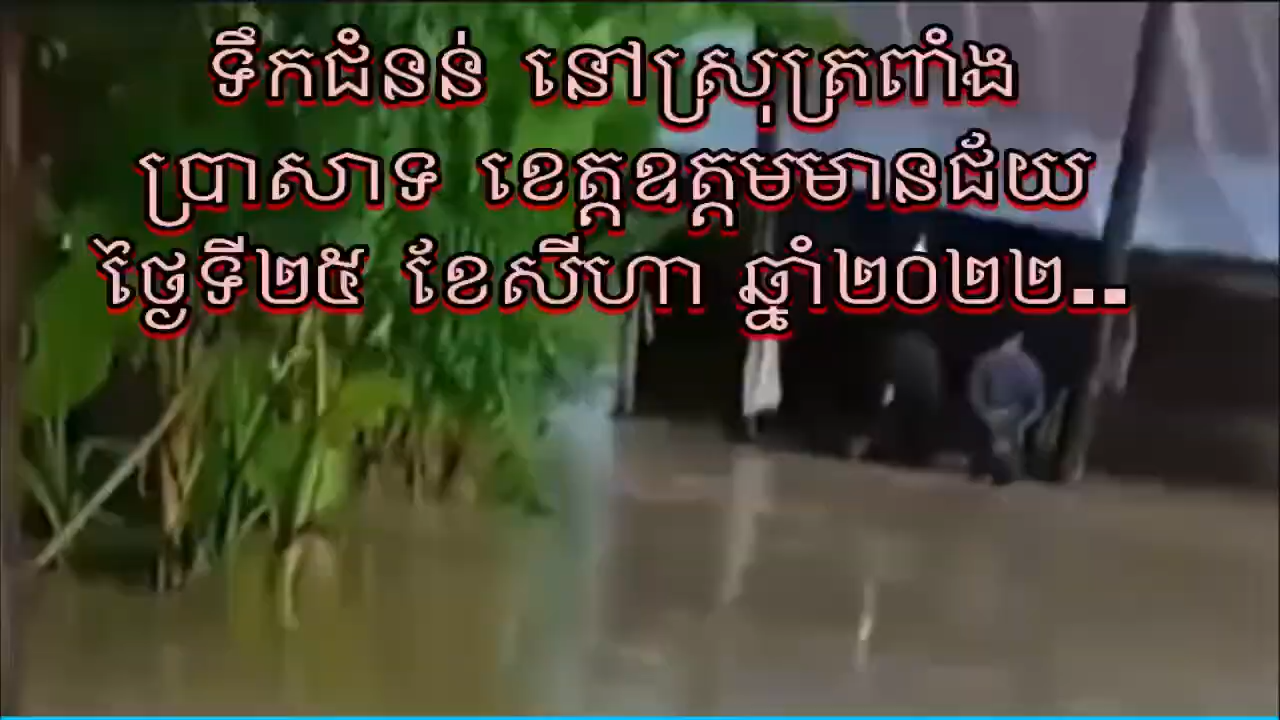 ទឹកជំនន់ នៅស្រុត្រពាំង
ប្រាសាទ ខេត្តឧត្តមមានជ័យ
ថ្ងៃទី២៥ ខែសីហា ឆ្នាំ២០២២..